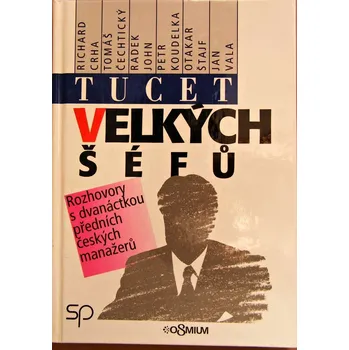 RICHARD
CRHA
TOMÁŠ
ČECHTICKÝ
RADEK
JOHN
PETR
KOUDELKA
OTAKAR
ŠTAJF
JAN
VALA
TUCET
VELKÝCH
ŠÉFŮ
Rozhovory
s dvanáctkou
předních
českých
manažerů
sp
OSMIUM